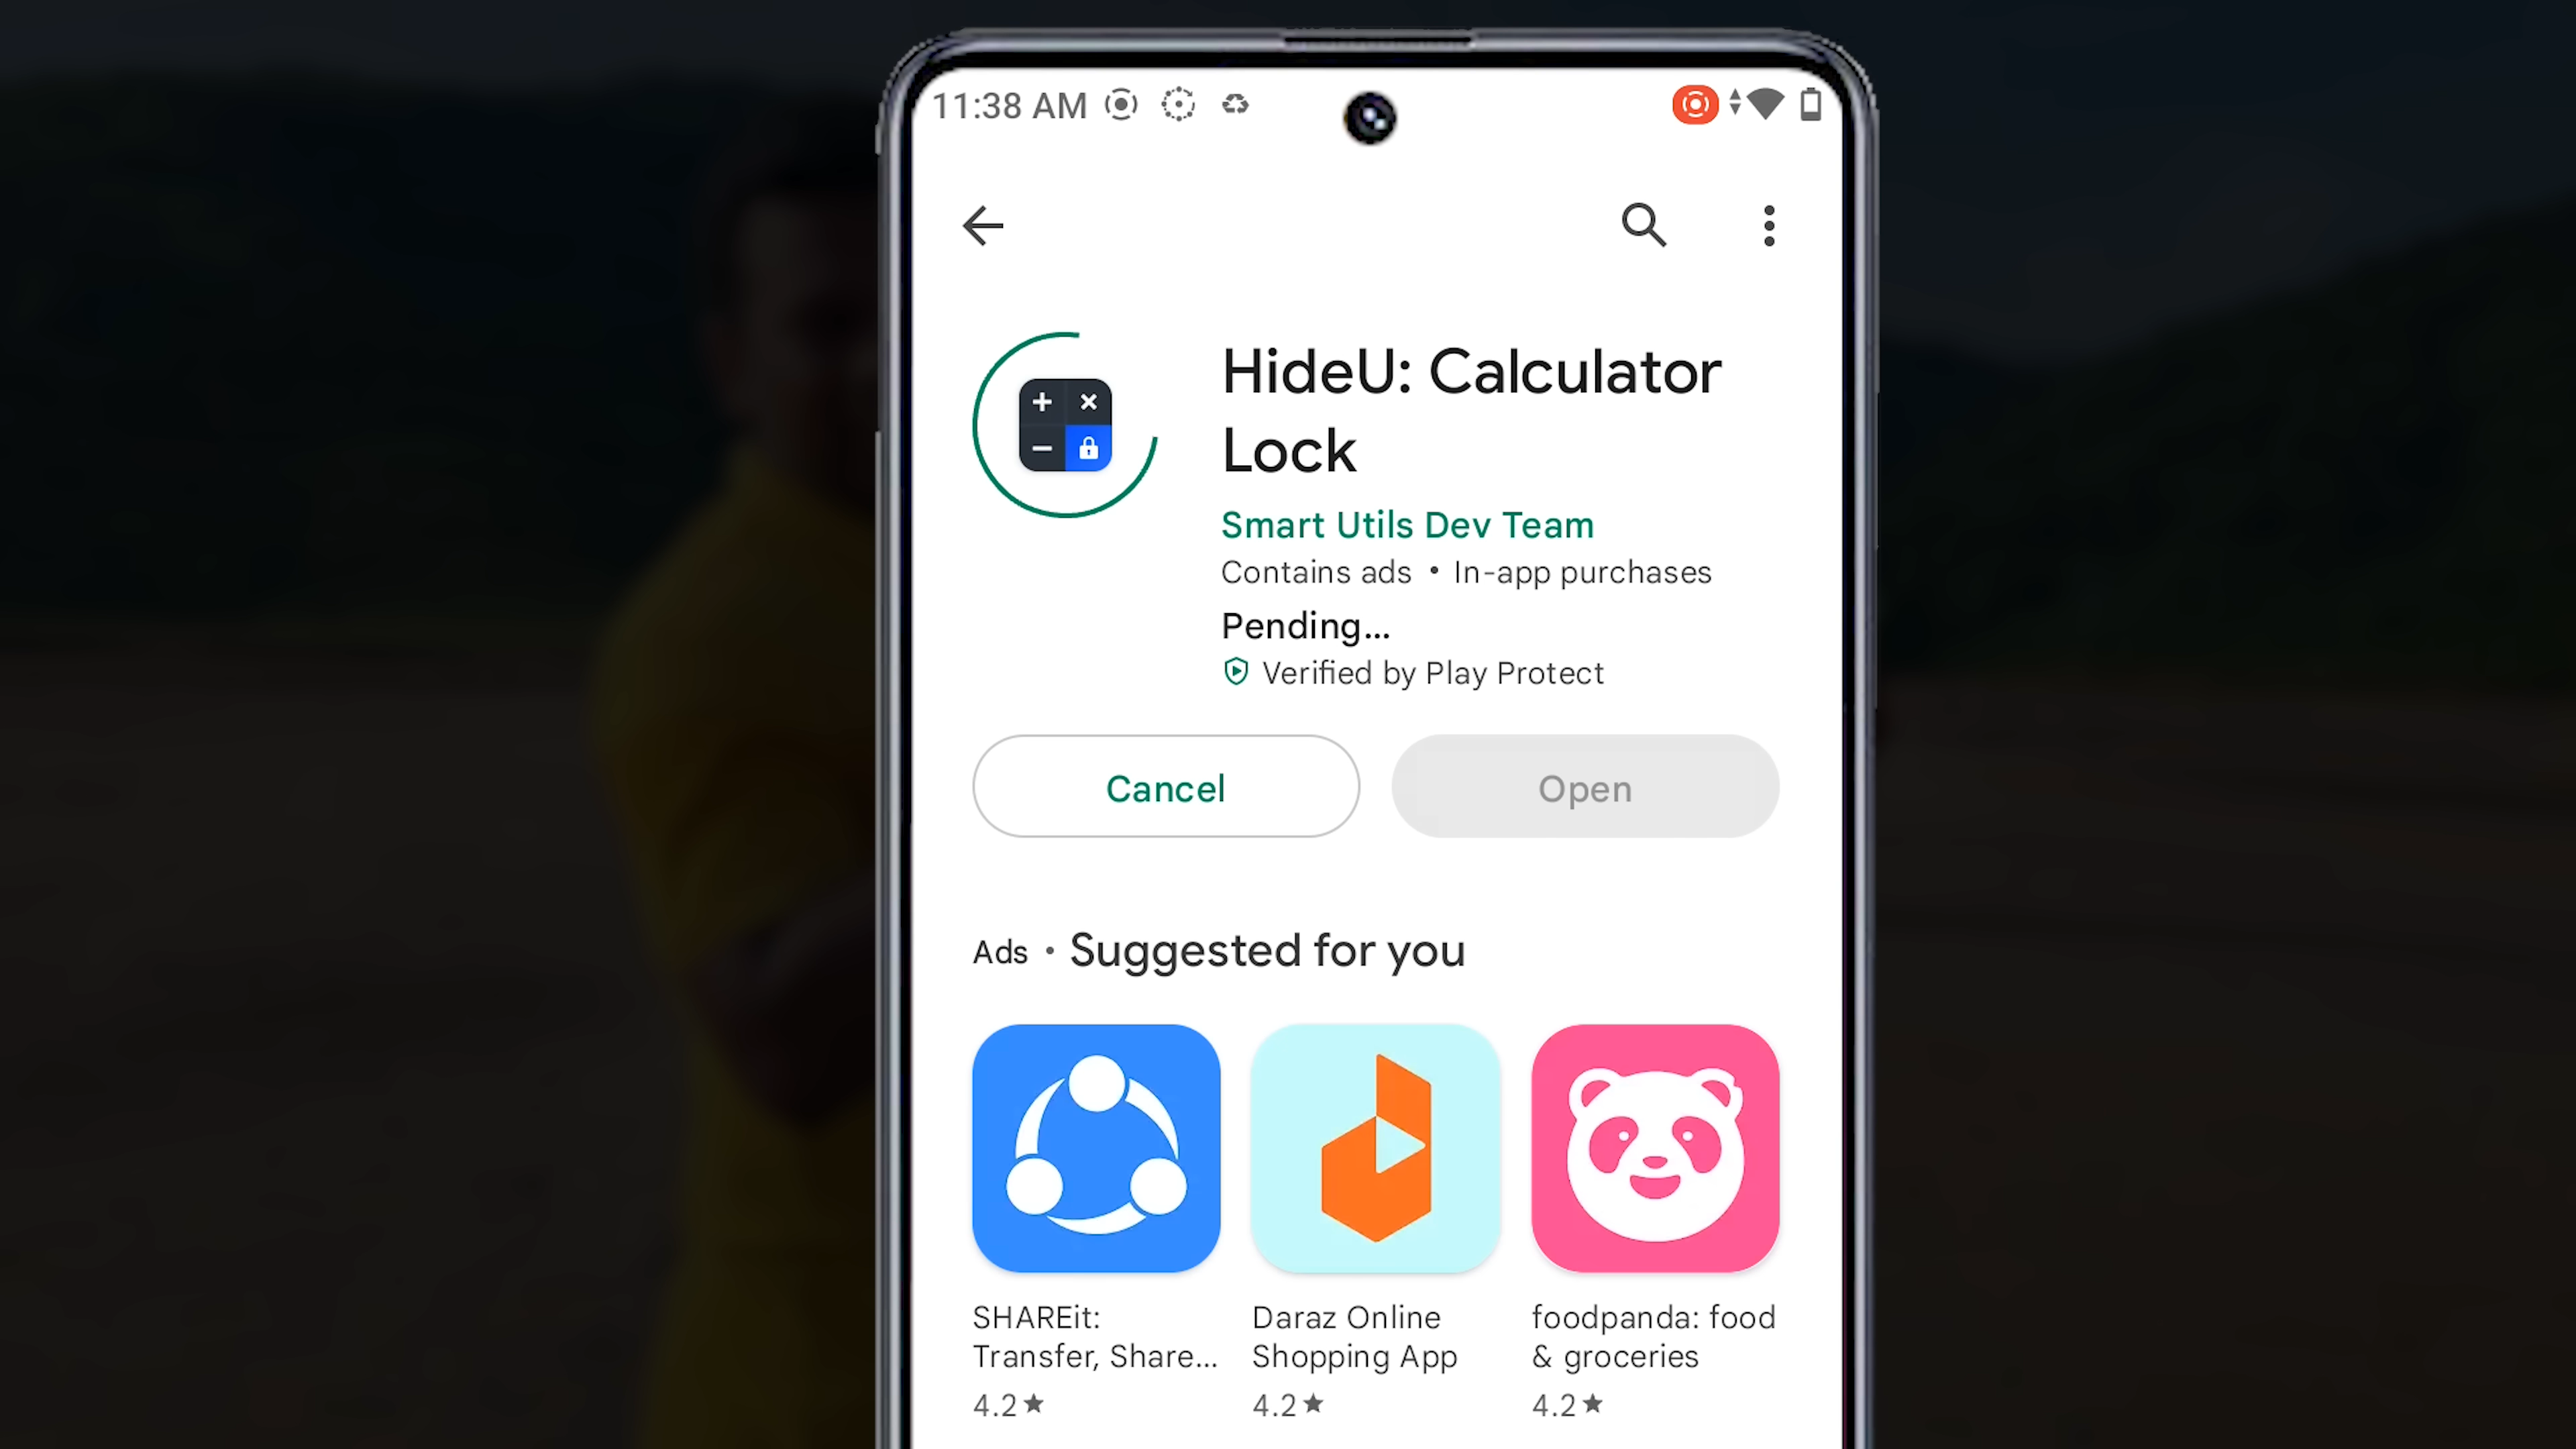 11:38 AM
HideU: Calculator
Lock
Smart Utils Dev Team
Contains ads • In-app purchases
Pending...
Verified by Play Protect
Cancel
Open
Ads • Suggested for you
SHAREit:
Transfer, Share...
4.2★
Daraz Online
Shopping App
4.2★
foodpanda: food
& groceries
4.2★